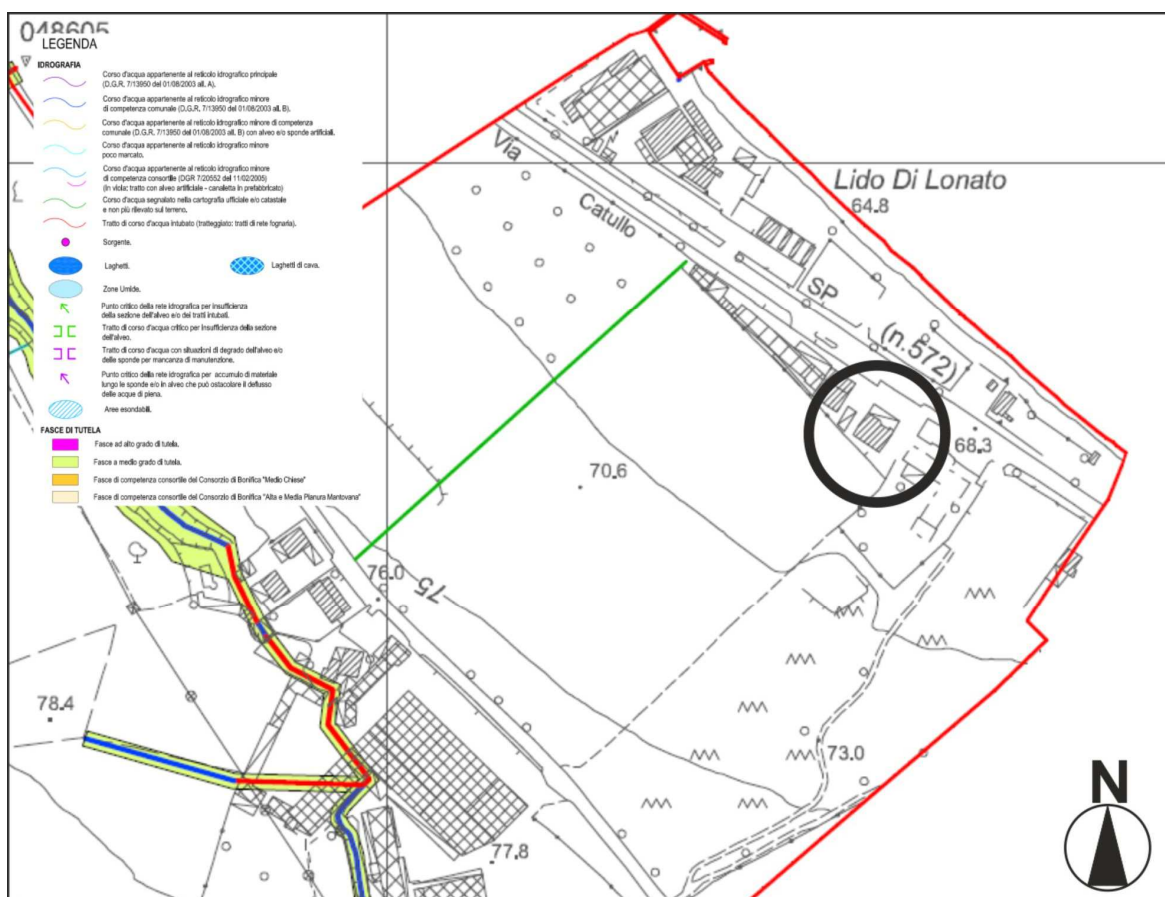 048605
LEGENDA
IDROGRAFIA
Corso d'acqua appartenente al reticolo idrografico principale
(D.G.R. 7/13950 del 01/08/2003 all. A).
Corso d'acqua appartenente al reticolo idrografico minore
di competenza comunale (D.G.R. 7/13950 del 01/08/2003 all. B).
Corso d'acqua appartenente al reticolo idrografico minore di competenza
comunale (D.G.R. 7/13950 del 01/08/2003 all. B) con alveo e/o sponde artificiali.
Corso d'acqua appartenente al reticolo idrografico minore
poco marcato.
Corso d'acqua appartenente al reticolo idrografico minore
di competenza consortile (DGR 7/20552 del 11/02/2005)
(in viola: tratto con alveo artificiale - canaletta in prefabbricato)
Corso d'acqua segnalato nella cartografia ufficiale e/o catastale
e non più rilevato sul terreno.
Tratto di corso d'acqua intubato (tratteggiato: tratti di rete fognaria).
Sorgente.
Laghetti.
Laghetti di cava.
Zone Umide.
Punto critico della rete idrografica per insufficienza
della sezione dell'alveo e/o dei tratti intubati.
Tratto di corso d'acqua critico per insufficienza della sezione
dell'alveo.
Tratto di corso d'acqua con situazioni di degrado dell'alveo e/o
delle sponde per mancanza di manutenzione.
Punto critico della rete idrografica per accumulo di materiale
lungo le sponde e/o in alveo che può ostacolare il deflusso
delle acque di piena.
Aree esondabili.
FASCE DI TUTELA
Fasce ad alto grado di tutela.
Fasce a medio grado di tutela.
Fasce di competenza consortile del Consorzio di Bonifica "Medio Chiese"
Fasce di competenza consortile del Consorzio di Bonifica "Alta e Media Pianura Mantovana"
Via
Catullo
SP
(n.572)
Lido Di Lonato
64.8
68.3
70.6
76.0
75
78.4
73.0
77.8
N